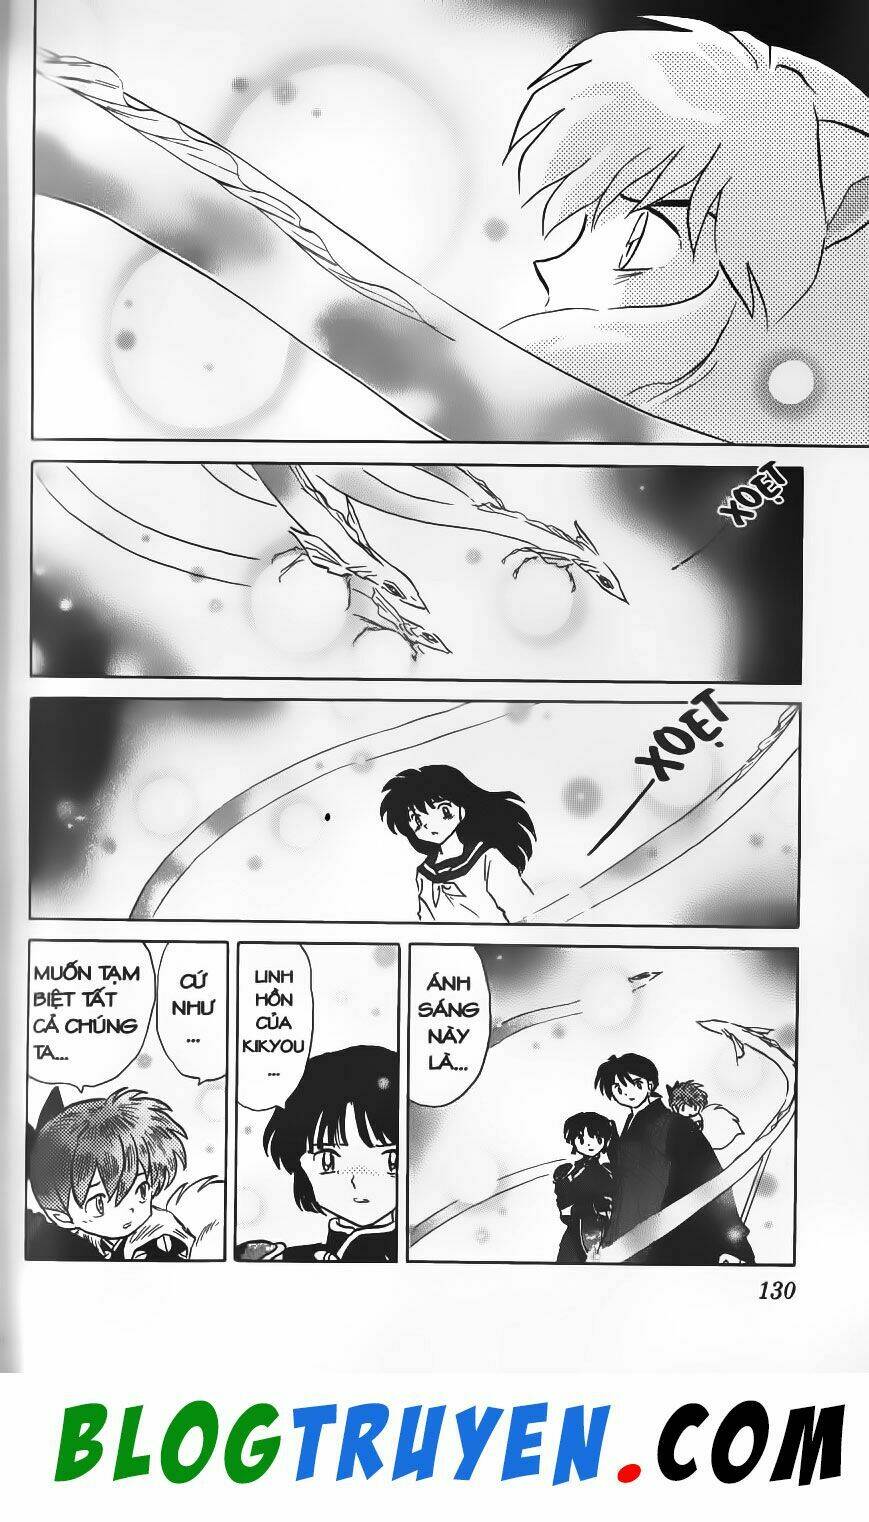 XOẸT
XOẸT
ÁNH
SÁNG
NÀY
LÀ...
LINH
HỒN
CỦA
KIKYOU
...
CỨ
NHƯ
...
MUỐN TẠM
BIỆT TẤT
CẢ CHÚNG
TA...
130
BLOGTRUYEN.COM